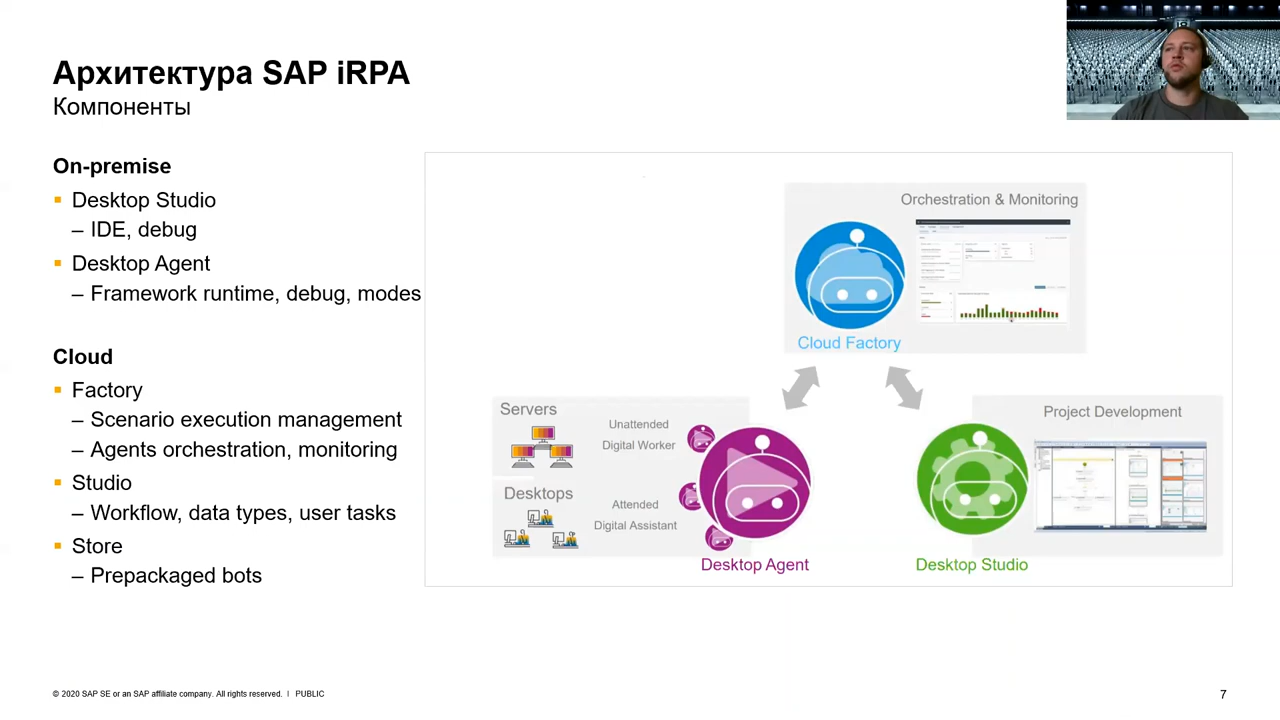 Архитектура SAP iRPA
Компоненты
On-premise
Desktop Studio
– IDE, debug
Desktop Agent
– Framework runtime, debug, modes
Cloud
Factory
– Scenario execution management
– Agents orchestration, monitoring
Studio
– Workflow, data types, user tasks
Store
– Prepackaged bots
Orchestration & Monitoring
Cloud Factory
Servers
Unattended
Digital Worker
Desktops
Attended
Digital Assistant
Desktop Agent
Project Development
Desktop Studio
© 2020 SAP SE or an SAP affiliate company. All rights reserved. | PUBLIC
7